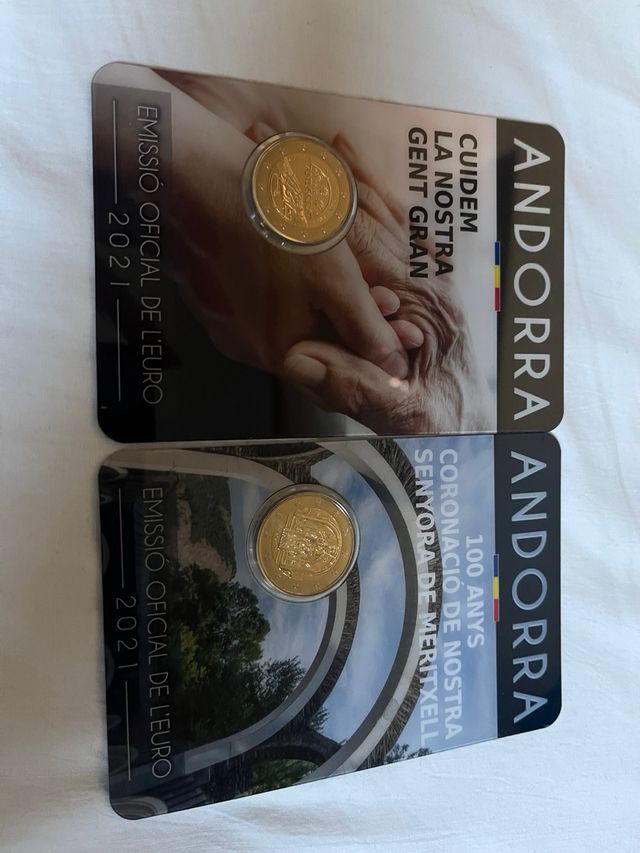 ANDORRA
CUIDEM
LA NOSTRA
GENT GRAN
EMISSIÓ OFICIAL DE L'EURO
2021
ANDORRA
100 ANYS
CORONACIÓ DE NOSTRA
SENYORA DE MERITXELL
EMISSIÓ OFICIAL DE L'EURO
2021